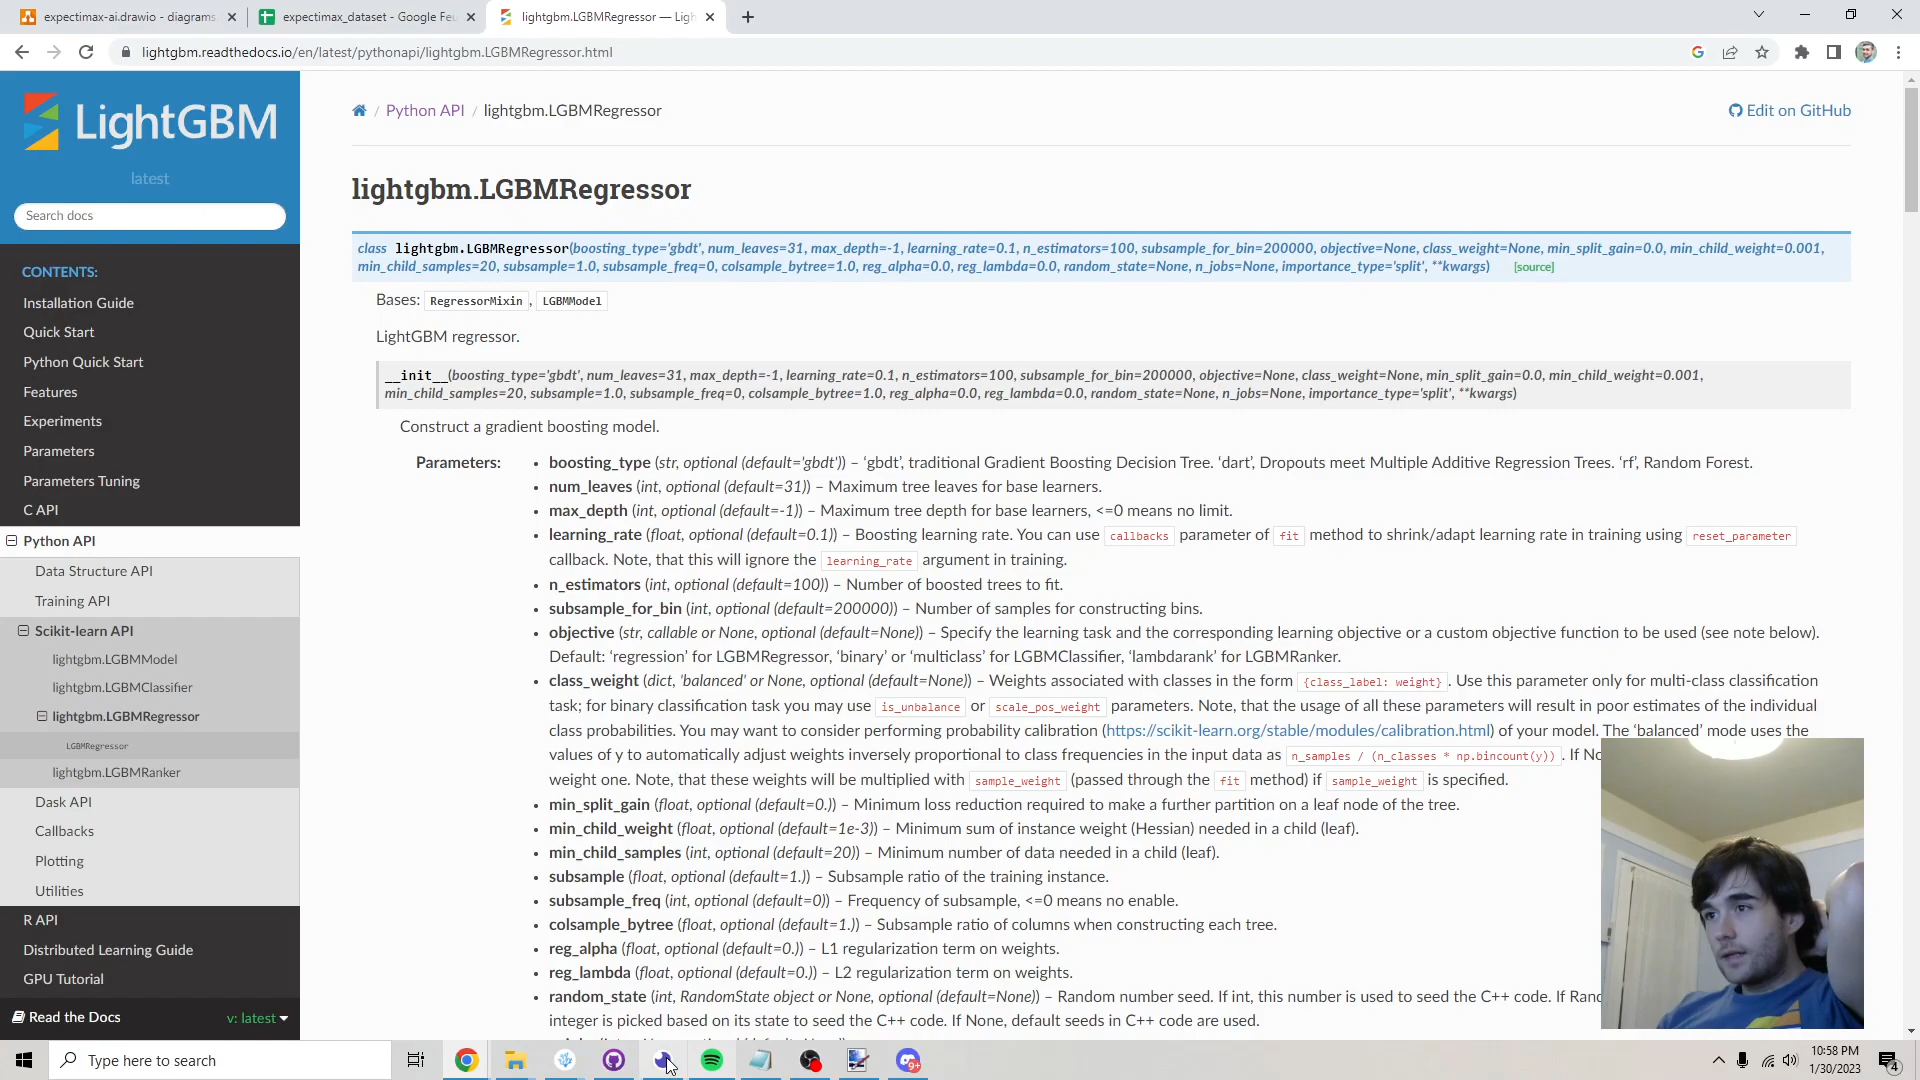 expectimax-ai.drawio - diagrams.
expectimax_dataset - Google
lightgbm.LGBMRegressor —
lightgbm.readthedocs.io/en/latest/pythonapi/lightgbm.LGBMRegressor.html
LightGBM
latest
Search docs
CONTENTS:
Installation Guide
Quick Start
Python Quick Start
Features
Experiments
Parameters
Parameters Tuning
C API
Python API
Data Structure API
Training API
Scikit-learn API
lightgbm.LGBMModel
lightgbm.LGBMClassifier
lightgbm.LGBMRegressor
LGBMRegressor
lightgbm.LGBMRanker
Dask API
Callbacks
Plotting
Utilities
R API
Distributed Learning Guide
GPU Tutorial
Read the Docs
v: latest
/ Python API / lightgbm.LGBMRegressor
Edit on GitHub
lightgbm.LGBMRegressor
class lightgbm.LGBMRegressor(boosting_type='gbdt', num_leaves=31, max_depth=-1, learning_rate=0.1, n_estimators=100, subsample_for_bin=200000, objective=None, class_weight=None, min_split_gain=0.0, min_child_weight=0.001,
min_child_samples=20, subsample=1.0, subsample_freq=0, colsample_bytree=1.0, reg_alpha=0.0, reg_lambda=0.0, random_state=None, n_jobs=None, importance_type='split', **kwargs) [source]
Bases: RegressorMixin, LGBMModel
LightGBM regressor.
__init__(boosting_type='gbdt', num_leaves=31, max_depth=-1, learning_rate=0.1, n_estimators=100, subsample_for_bin=200000, objective=None, class_weight=None, min_split_gain=0.0, min_child_weight=0.001,
min_child_samples=20, subsample=1.0, subsample_freq=0, colsample_bytree=1.0, reg_alpha=0.0, reg_lambda=0.0, random_state=None, n_jobs=None, importance_type='split', **kwargs)
Construct a gradient boosting model.
Parameters:
• boosting_type (str, optional (default='gbdt')) – ‘gbdt’, traditional Gradient Boosting Decision Tree. ‘dart’, Dropouts meet Multiple Additive Regression Trees. ‘rf’, Random Forest.
• num_leaves (int, optional (default=31)) – Maximum tree leaves for base learners.
• max_depth (int, optional (default=-1)) – Maximum tree depth for base learners, <=0 means no limit.
• learning_rate (float, optional (default=0.1)) – Boosting learning rate. You can use callbacks parameter of fit method to shrink/adapt learning rate in training using reset_parameter
callback. Note, that this will ignore the learning_rate argument in training.
• n_estimators (int, optional (default=100)) – Number of boosted trees to fit.
• subsample_for_bin (int, optional (default=200000)) – Number of samples for constructing bins.
• objective (str, callable or None, optional (default=None)) – Specify the learning task and the corresponding learning objective or a custom objective function to be used (see note below).
Default: ‘regression’ for LGBMRegressor, ‘binary’ or ‘multiclass’ for LGBMClassifier, ‘lambdarank’ for LGBMRanker.
• class_weight (dict, 'balanced' or None, optional (default=None)) – Weights associated with classes in the form {class_label: weight}. Use this parameter only for multi-class classification
task; for binary classification task you may use is_unbalance or scale_pos_weight parameters. Note, that the usage of all these parameters will result in poor estimates of the individual
class probabilities. You may want to consider performing probability calibration (https://scikit-learn.org/stable/modules/calibration.html) of your model. The ‘balanced’ mode uses the
values of y to automatically adjust weights inversely proportional to class frequencies in the input data as n_samples / (n_classes * np.bincount(y)). If
weight one. Note, that these weights will be multiplied with sample_weight (passed through the fit method) if sample_weight is specified.
• min_split_gain (float, optional (default=0.)) – Minimum loss reduction required to make a further partition on a leaf node of the tree.
• min_child_weight (float, optional (default=1e-3)) – Minimum sum of instance weight (Hessian) needed in a child (leaf).
• min_child_samples (int, optional (default=20)) – Minimum number of data needed in a child (leaf).
• subsample (float, optional (default=1.)) – Subsample ratio of the training instance.
• subsample_freq (int, optional (default=0)) – Frequency of subsample, <=0 means no enable.
• colsample_bytree (float, optional (default=1.)) – Subsample ratio of columns when constructing each tree.
• reg_alpha (float, optional (default=0.)) – L1 regularization term on weights.
• reg_lambda (float, optional (default=0.)) – L2 regularization term on weights.
• random_state (int, RandomState object or None, optional (default=None)) – Random number seed. If int, this number is used to seed the C++ code. If
integer is picked based on its state to seed the C++ code. If None, default seeds in C++ code are used.
Type here to search
9+
10:58 PM
1/30/2023
4